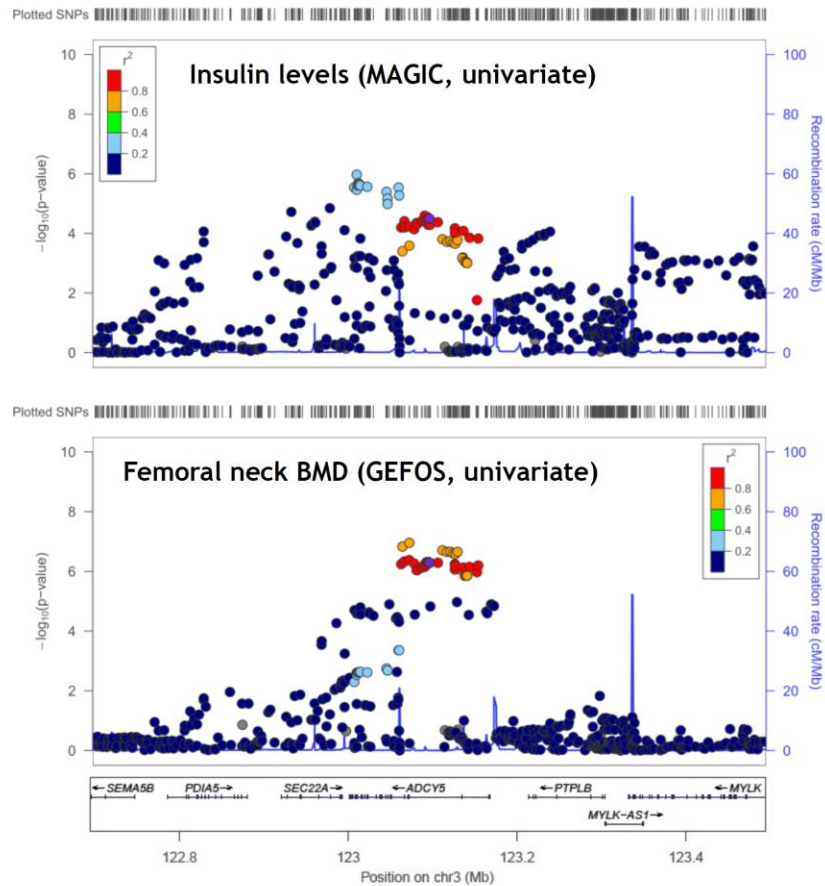 Plotted SNPs
Insulin levels (MAGIC, univariate)
r²
0.8
0.6
0.4
0.2
10
8
6
4
2
0
−log10(p−value)
100
80
60
40
20
0
Recombination rate (cM/Mb)
Plotted SNPs
Femoral neck BMD (GEFOS, univariate)
r²
0.8
0.6
0.4
0.2
10
8
6
4
2
0
−log10(p−value)
100
80
60
40
20
0
Recombination rate (cM/Mb)
←SEMA5B PDIA5→ SEC22A→ ←ADCY5 ←PTPLB ←MYLK
MYLK−AS1→
122.8 123 123.2 123.4
Position on chr3 (Mb)